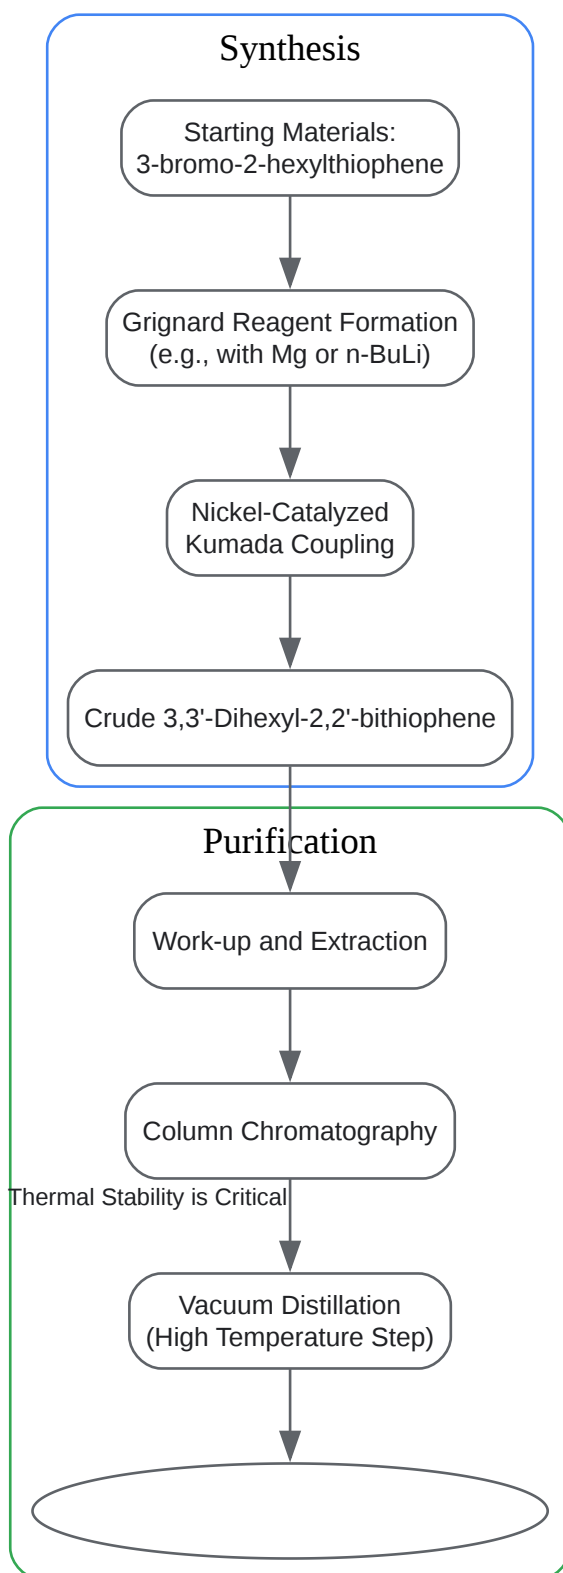 Synthesis
Starting Materials:
3-bromo-2-hexylthiophene
Grignard Reagent Formation
(e.g., with Mg or n-BuLi)
Nickel-Catalyzed
Kumada Coupling
Crude 3,3'-Dihexyl-2,2'-bithiophene
Purification
Work-up and Extraction
Column Chromatography
Thermal Stability is Critical
Vacuum Distillation
(High Temperature Step)